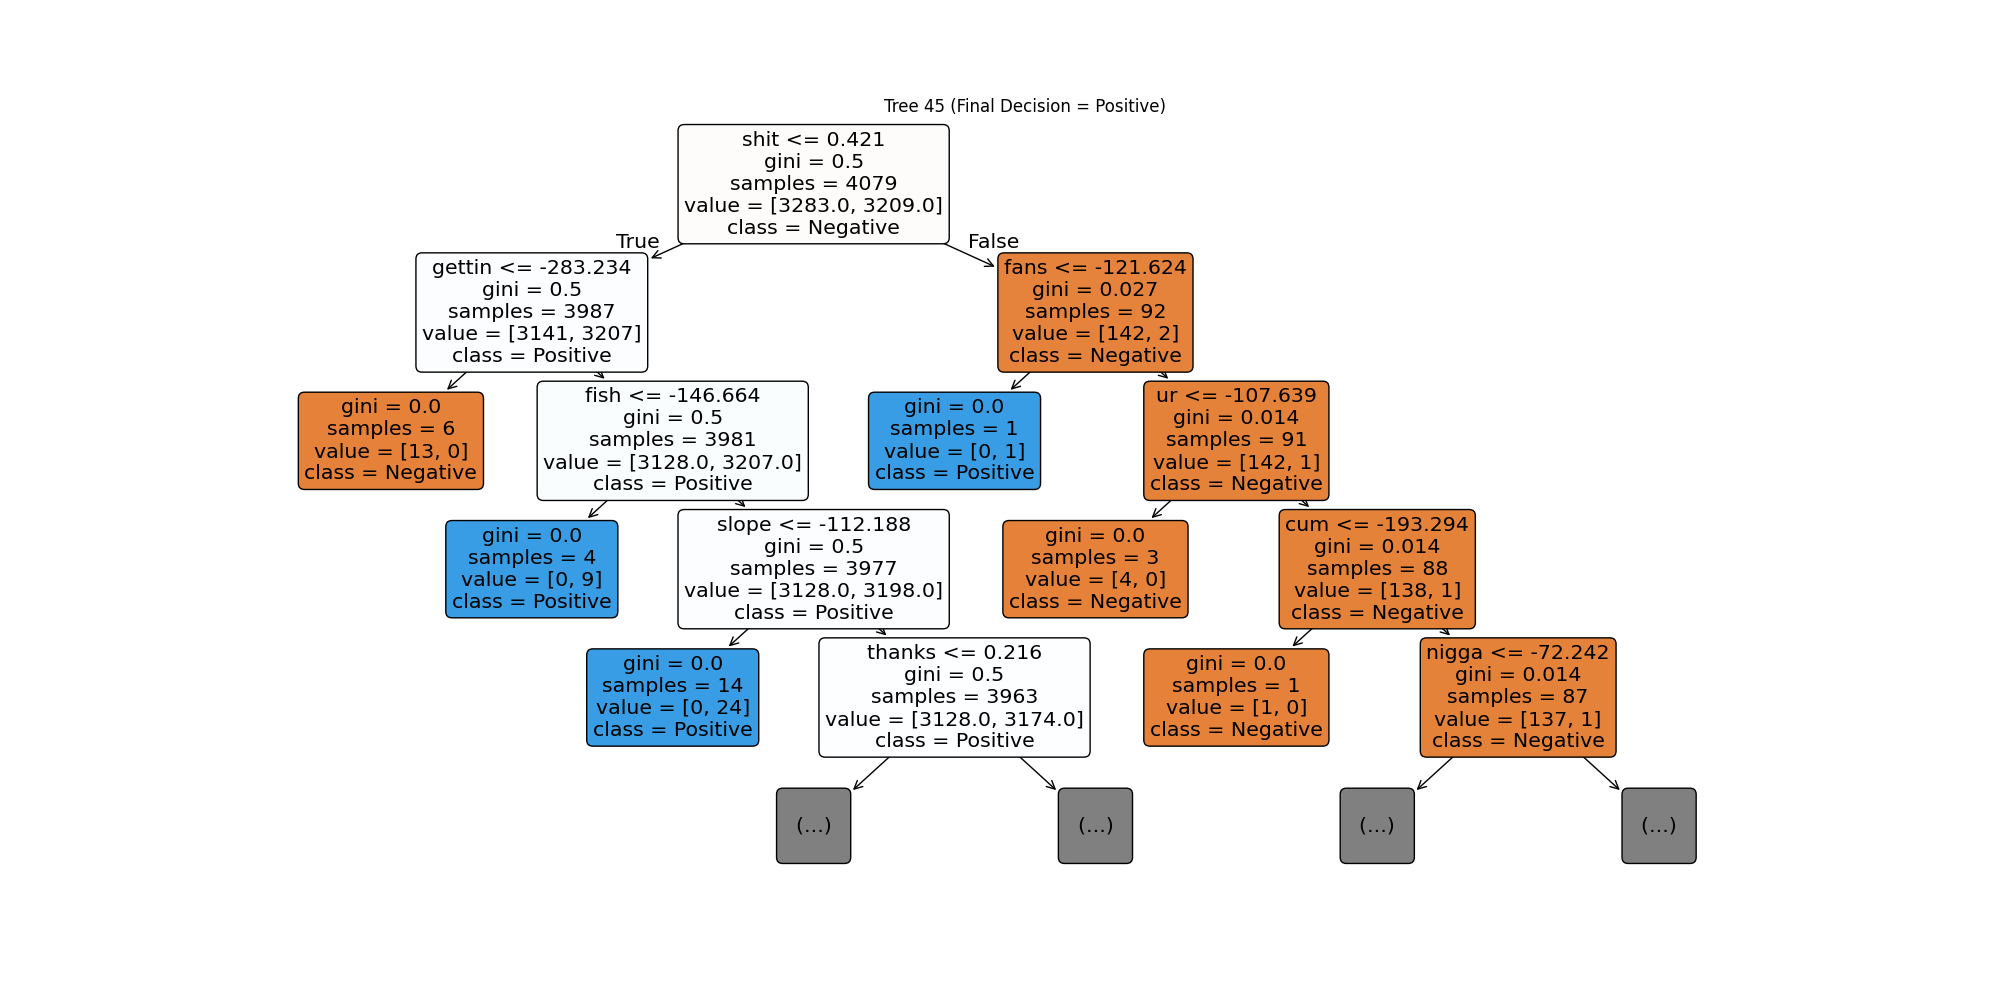 Tree 45 (Final Decision = Positive)
shit <= 0.421
gini = 0.5
samples = 4079
value = [3283.0, 3209.0]
class = Negative
True
False
gettin <= -283.234
gini = 0.5
samples = 3987
value = [3141, 3207]
class = Positive
fans <= -121.624
gini = 0.027
samples = 92
value = [142, 2]
class = Negative
gini = 0.0
samples = 6
value = [13, 0]
class = Negative
fish <= -146.664
gini = 0.5
samples = 3981
value = [3128.0, 3207.0]
class = Positive
gini = 0.0
samples = 1
value = [0, 1]
class = Positive
ur <= -107.639
gini = 0.014
samples = 91
value = [142, 1]
class = Negative
gini = 0.0
samples = 4
value = [0, 9]
class = Positive
slope <= -112.188
gini = 0.5
samples = 3977
value = [3128.0, 3198.0]
class = Positive
gini = 0.0
samples = 3
value = [4, 0]
class = Negative
cum <= -193.294
gini = 0.014
samples = 88
value = [138, 1]
class = Negative
gini = 0.0
samples = 14
value = [0, 24]
class = Positive
thanks <= 0.216
gini = 0.5
samples = 3963
value = [3128.0, 3174.0]
class = Positive
gini = 0.0
samples = 1
value = [1, 0]
class = Negative
nigga <= -72.242
gini = 0.014
samples = 87
value = [137, 1]
class = Negative
(...)
(...)
(...)
(...)